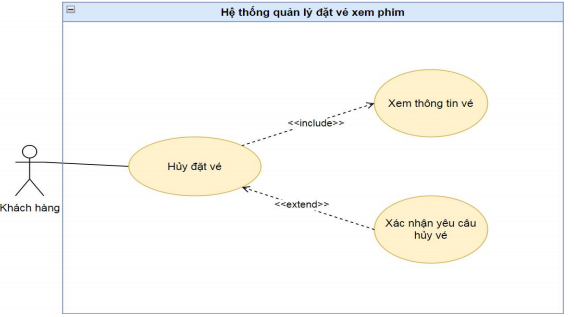 Hệ thống quản lý đặt vé xem phim
Xem thông tin vé
<<include>>
Hủy đặt vé
Khách hàng
<<extend>>
Xác nhận yêu câu
hủy vé